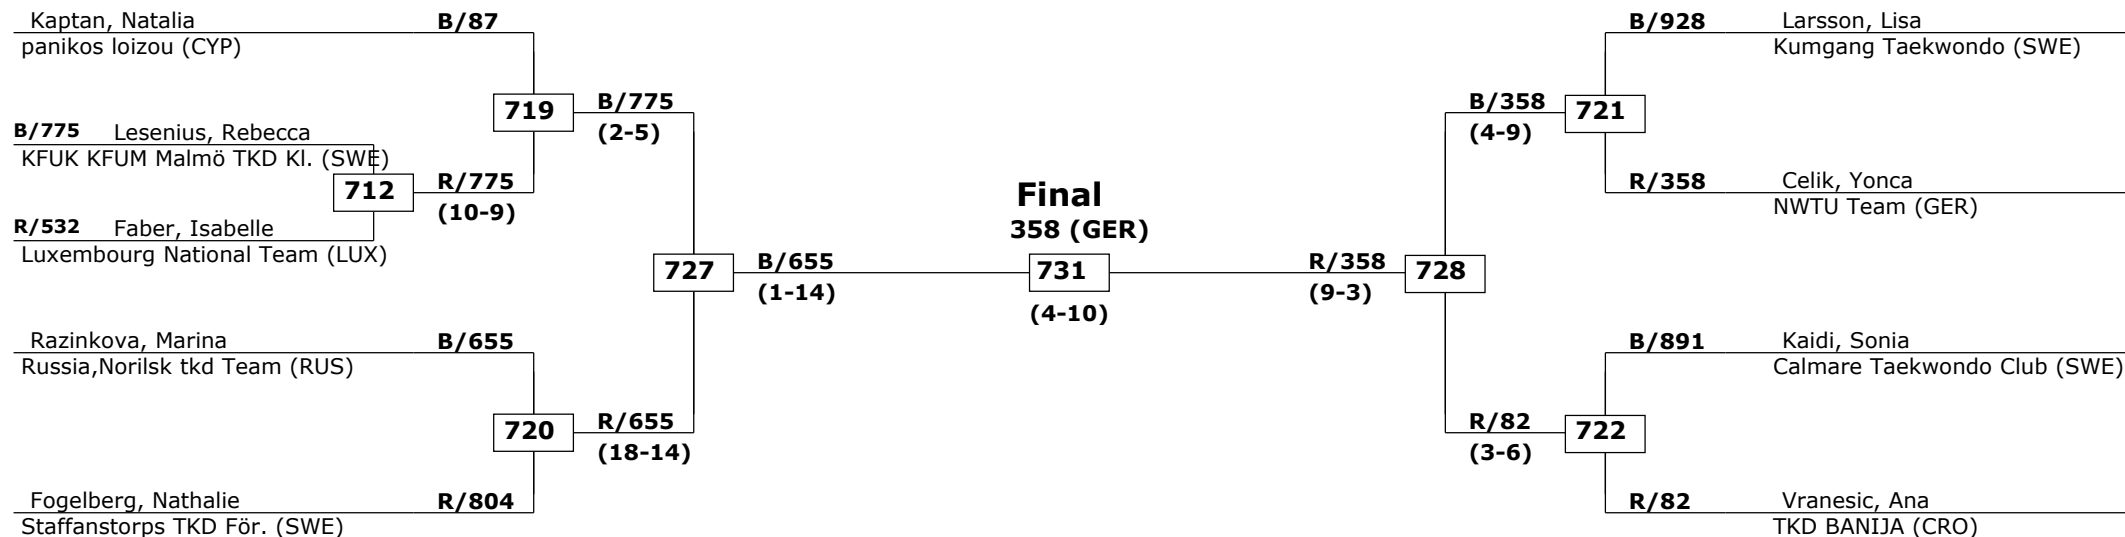 Kaptan, Natalia B/87
panikos loizou (CYP)
B/775 Lesenius, Rebecca
KFUK KFUM Malmö TKD Kl. (SWE)
R/532 Faber, Isabelle
Luxembourg National Team (LUX)
712
R/775
(10-9)
719
B/775
(2-5)
Razinkova, Marina B/655
Russia,Norilsk tkd Team (RUS)
Fogelberg, Nathalie R/804
Staffanstorps TKD För. (SWE)
720
R/655
(18-14)
727
B/655
(1-14)
Final
358 (GER)
731
(4-10)
R/358
(9-3)
728
B/358
(4-9)
721
B/928 Larsson, Lisa
Kumgang Taekwondo (SWE)
R/358 Celik, Yonca
NWTU Team (GER)
R/82
(3-6)
722
B/891 Kaidi, Sonia
Calmare Taekwondo Club (SWE)
R/82 Vranesic, Ana
TKD BANIJA (CRO)